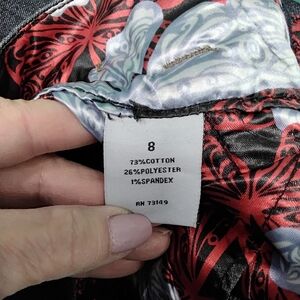 8
73%COTTON
26%POLYESTER
1%SPANDEX
RN 73149